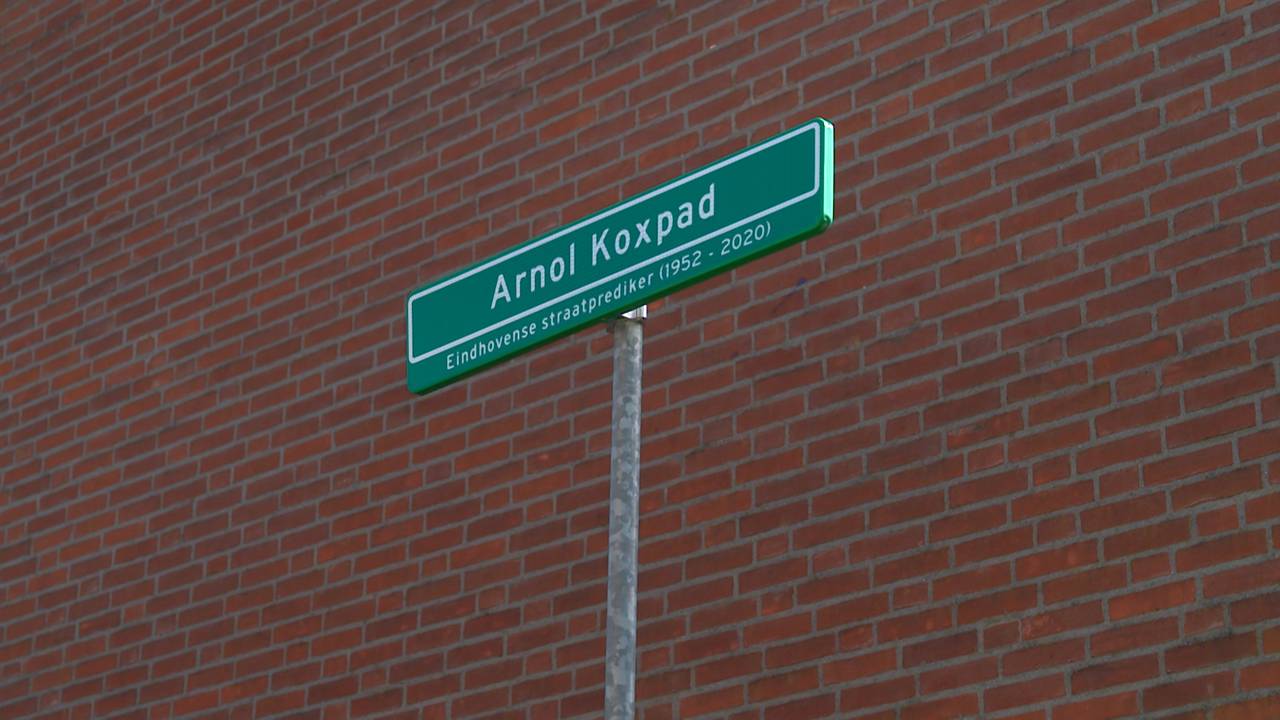 Arnol Koxpad
Eindhovense straatprediker (1952 - 2020)